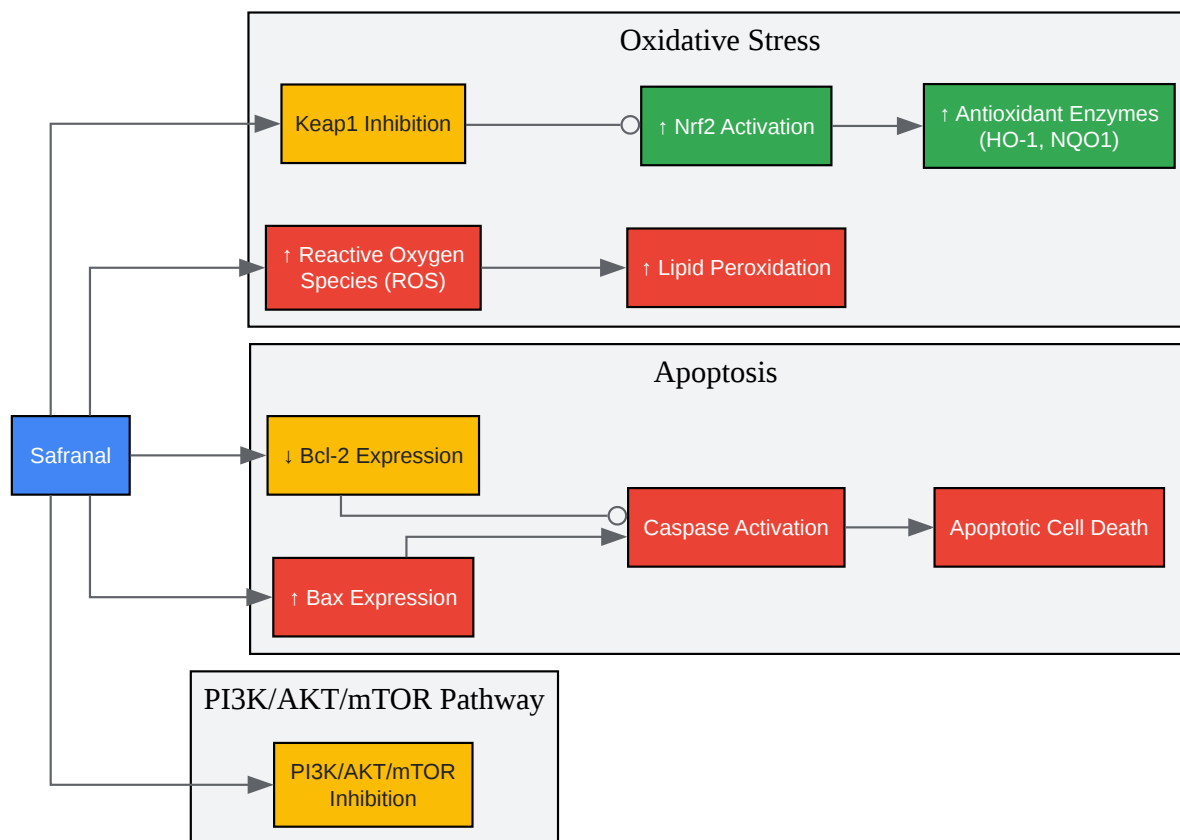 Oxidative Stress
Keap1 Inhibition
↑ Nrf2 Activation
↑ Antioxidant Enzymes
(HO-1, NQO1)
↑ Reactive Oxygen
Species (ROS)
↑ Lipid Peroxidation
Apoptosis
Safranal
↓ Bcl-2 Expression
Caspase Activation
Apoptotic Cell Death
↑ Bax Expression
PI3K/AKT/mTOR Pathway
PI3K/AKT/mTOR
Inhibition